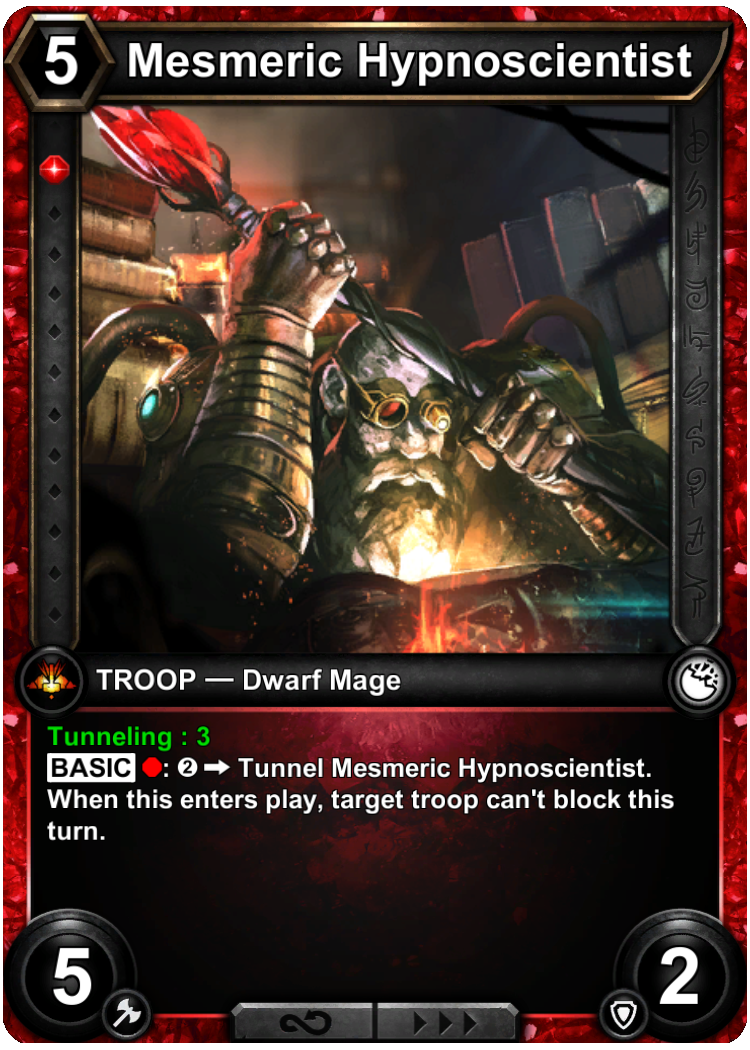 5 Mesmeric Hypnoscientist
TROOP — Dwarf Mage
Tunneling : 3
BASIC : ② ➡ Tunnel Mesmeric Hypnoscientist.
When this enters play, target troop can't block this
turn.
5 2